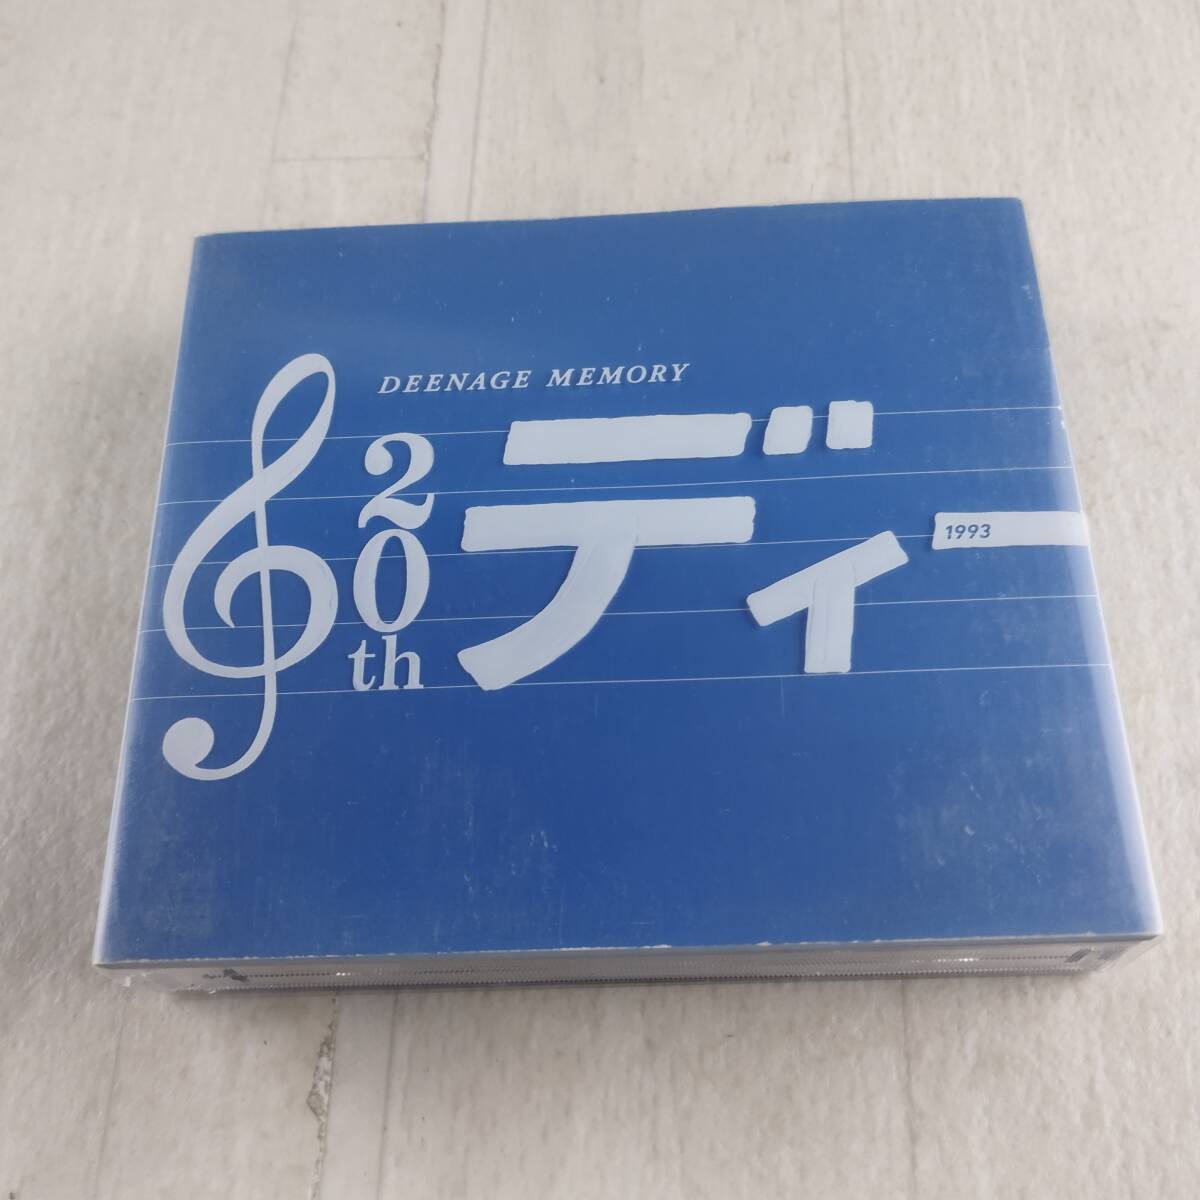 DEENAGE MEMORY
20th
ディー
1993